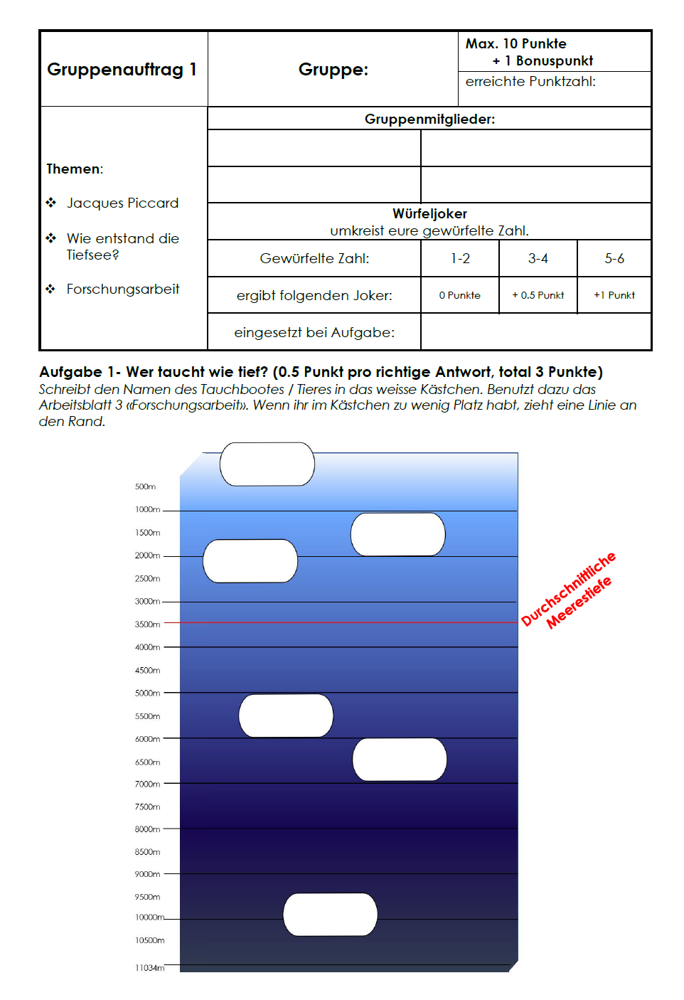 Gruppenauftrag 1
Gruppe:
Max. 10 Punkte
+ 1 Bonuspunkt
erreichte Punktzahl:
Themen:
❖ Jacques Piccard
❖ Wie entstand die
Tiefsee?
❖ Forschungsarbeit
Gruppenmitglieder:
Würfeljoker
umkreist eure gewürfelte Zahl.
Gewürfelte Zahl: 1-2 3-4 5-6
ergibt folgenden Joker: 0 Punkte + 0.5 Punkt +1 Punkt
eingesetzt bei Aufgabe:
Aufgabe 1- Wer taucht wie tief? (0.5 Punkt pro richtige Antwort, total 3 Punkte)
Schreibt den Namen des Tauchbootes / Tieres in das weisse Kästchen. Benutzt dazu das
Arbeitsblatt 3 «Forschungsarbeit». Wenn ihr im Kästchen zu wenig Platz habt, zieht eine Linie an
den Rand.
500m
1000m
1500m
2000m
2500m
3000m
3500m
Durchschnittliche
Meerestiefe
4000m
4500m
5000m
5500m
6000m
6500m
7000m
7500m
8000m
8500m
9000m
9500m
10000m
10500m
11034m